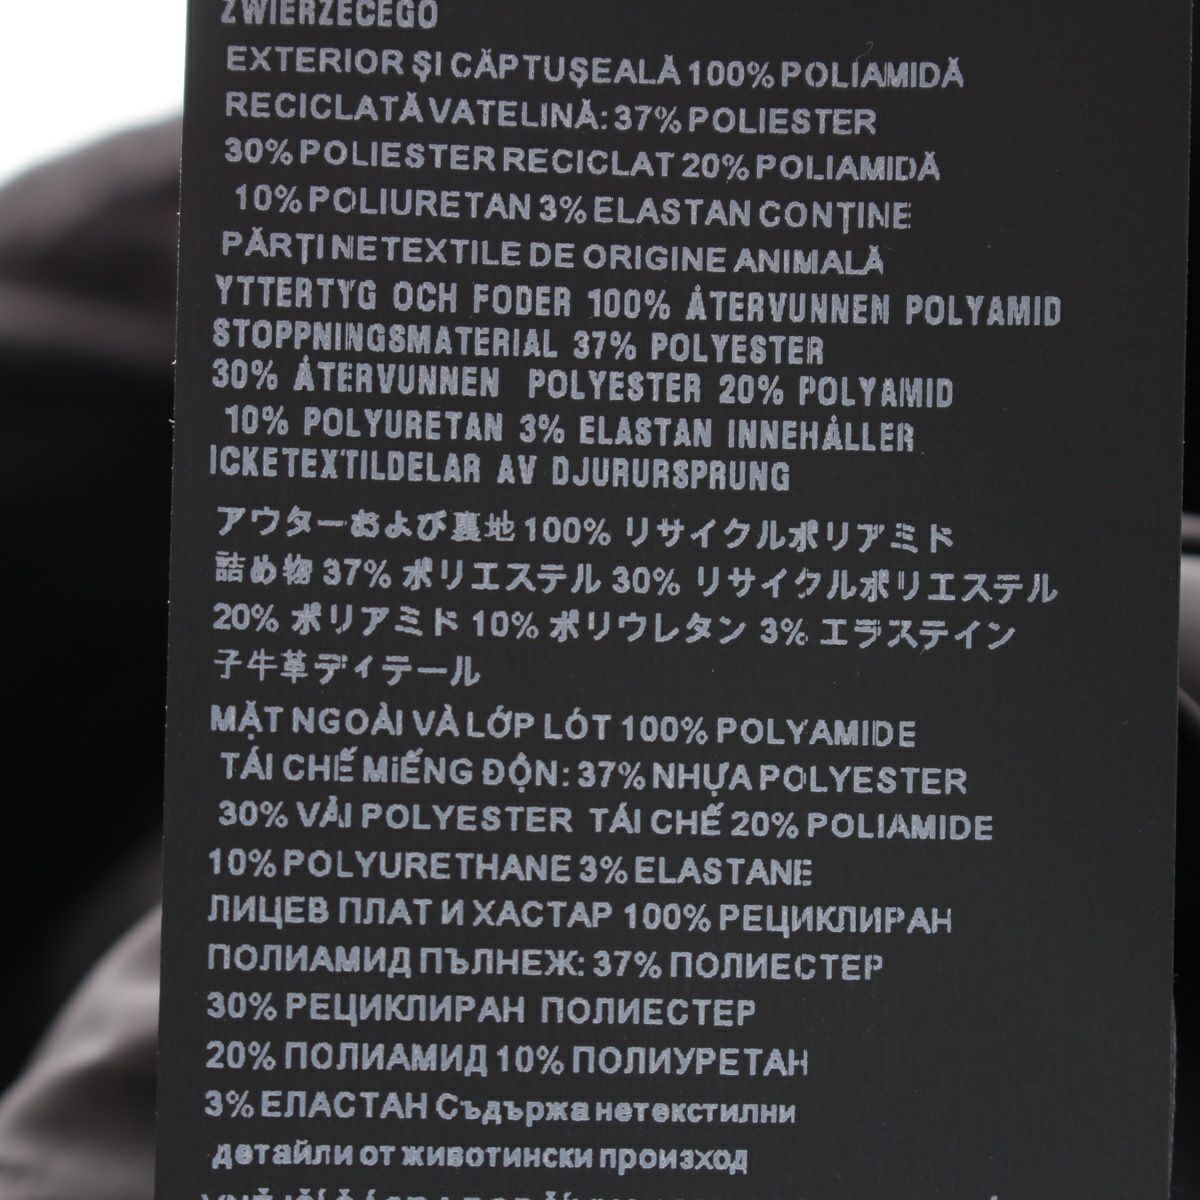 ZWIERZĘCEGO
EXTERIOR ȘI CĂPTUȘEALĂ 100% POLIAMIDĂ
RECICLATĂ VATELINĂ: 37% POLIESTER
30% POLIESTER RECICLAT 20% POLIAMIDĂ
10% POLIURETAN 3% ELASTAN CONȚINE
PĂRȚI NETEXTILE DE ORIGINE ANIMALĂ
YTTERTYG OCH FODER 100% ÅTERVUNNEN POLYAMID
STOPPNINGSMATERIAL 37% POLYESTER
30% ÅTERVUNNEN POLYESTER 20% POLYAMID
10% POLYURETAN 3% ELASTAN INNEHÅLLER
ICKETEXTILDELAR AV DJURURSPRUNG
アウターおよび裏地 100% リサイクルポリアミド
詰め物 37% ポリエステル 30% リサイクルポリエステル
20% ポリアミド 10% ポリウレタン 3% エラステイン
子牛革ディテール
MẶT NGOÀI VÀ LỚP LÓT 100% POLYAMIDE
TÁI CHẾ MIẾNG ĐỘN: 37% NHỰA POLYESTER
30% VẢI POLYESTER TÁI CHẾ 20% POLIAMIDE
10% POLYURETHANE 3% ELASTANE
ЛИЦЕВ ПЛАТ И ХАСТАР 100% РЕЦИКЛИРАН
ПОЛИАМИД ПЪЛНЕЖ: 37% ПОЛИЕСТЕР
30% РЕЦИКЛИРАН ПОЛИЕСТЕР
20% ПОЛИАМИД 10% ПОЛИУРЕТАН
3% ЕЛАСТАН Съдържа нетекстилни
детайли от животински произход